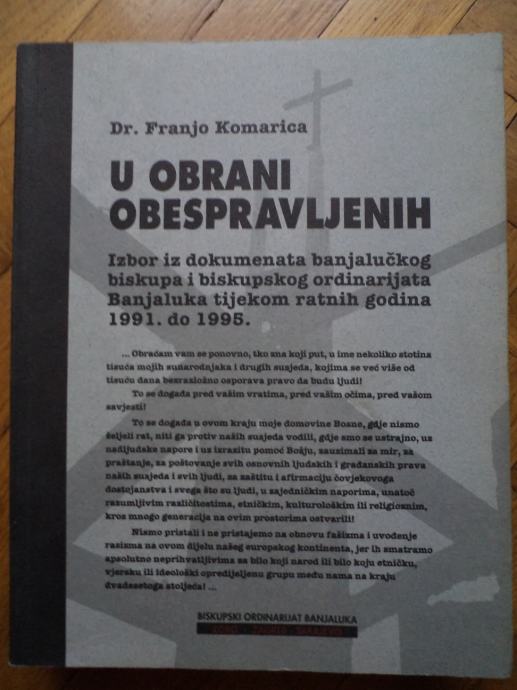 Dr. Franjo Komarica
U OBRANI
OBESPRAVLJENIH
Izbor iz dokumenata banjalučkog
biskupa i biskupskog ordinarijata
Banjaluka tijekom ratnih godina
1991. do 1995.
... Obraćam vam se ponovno, tko zna koji put, u ime nekoliko stotina
tisuća mojih sunarodnjaka i drugih susjeda, kojima se već više od
tisuću dana bezrazložno osporava pravo da budu ljudi!
To se događa pred vašim vratima, pred vašim očima, pred vašom
savjesti!
To se događa u ovom kraju moje domovine Bosne, gdje nismo
željeli rat, niti ga protiv naših susjeda vodili, gdje smo se ustrajno, uz
nadljudske napore i uz izrazitu pomoć Božju, zauzimali za mir, za
praštanje, za poštovanje svih osnovnih ljudskih i građanskih prava
naših susjeda i svih ljudi, za zaštitu i afirmaciju čovjekovoga
dostojanstva i svega što su ljudi, u zajedničkim naporima, unatoč
razumljivim različitostima, etničkim, kulturološkim ili religioznim,
kroz mnogo generacija na ovim prostorima ostvarili!
Nismo pristali i ne pristajemo na obnovu fašizma i uvođenje
rasizma na ovom dijelu našeg europskog kontinenta, jer ih smatramo
apsolutno neprihvatljivima za bilo koji narod ili bilo koju etničku,
vjersku ili ideološki opredijeljenu grupu među nama na kraju
dvadesetoga stoljeća! ...
BISKUPSKI ORDINARIJAT BANJALUKA